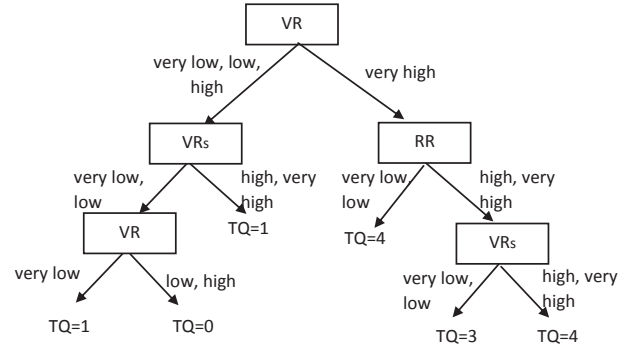 VR
very low, low,
high
very high
VRs
RR
very low,
low
high, very
high
very low,
low
high, very
high
VR
TQ=1
TQ=4
VRs
very low
low, high
very low,
low
high, very
high
TQ=1
TQ=0
TQ=3
TQ=4